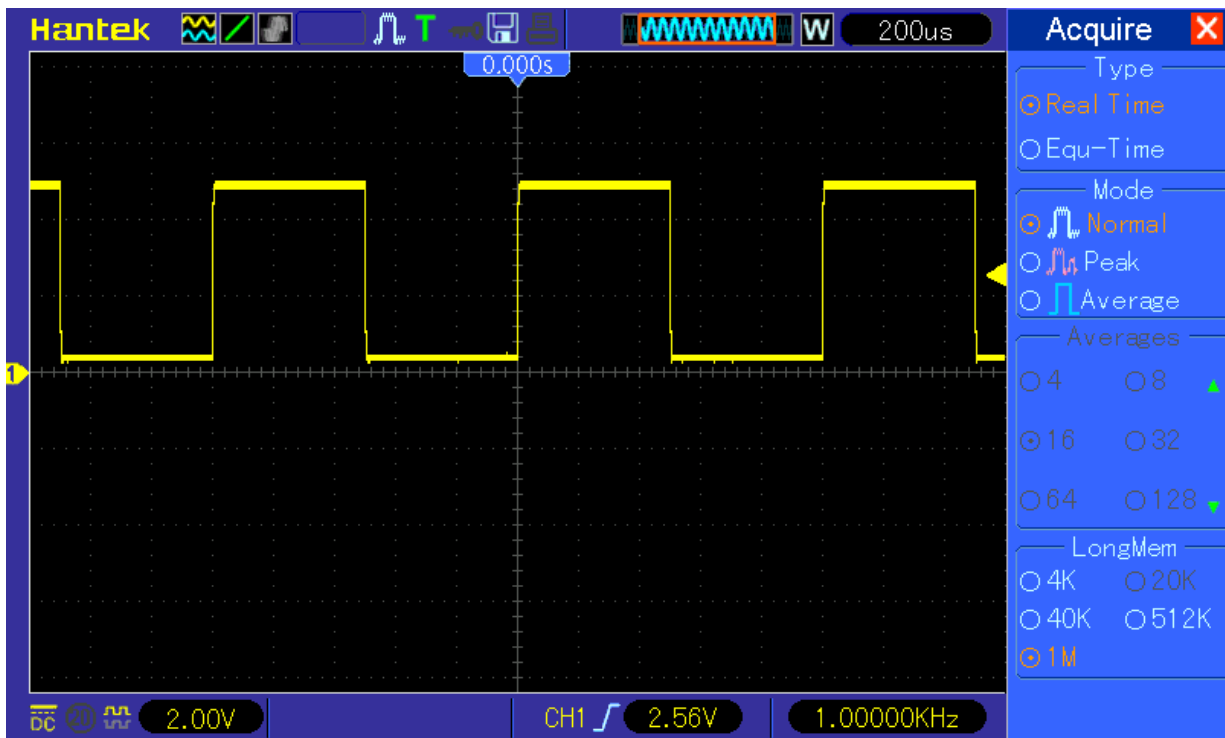 Hantek T W 200us
0.000s
1
DC 20 2.00V CH1 2.56V 1.00000KHz
Acquire
Type
Real Time
Equ-Time
Mode
Normal
Peak
Average
Averages
4 8
16 32
64 128
LongMem
4K 20K
40K 512K
1M